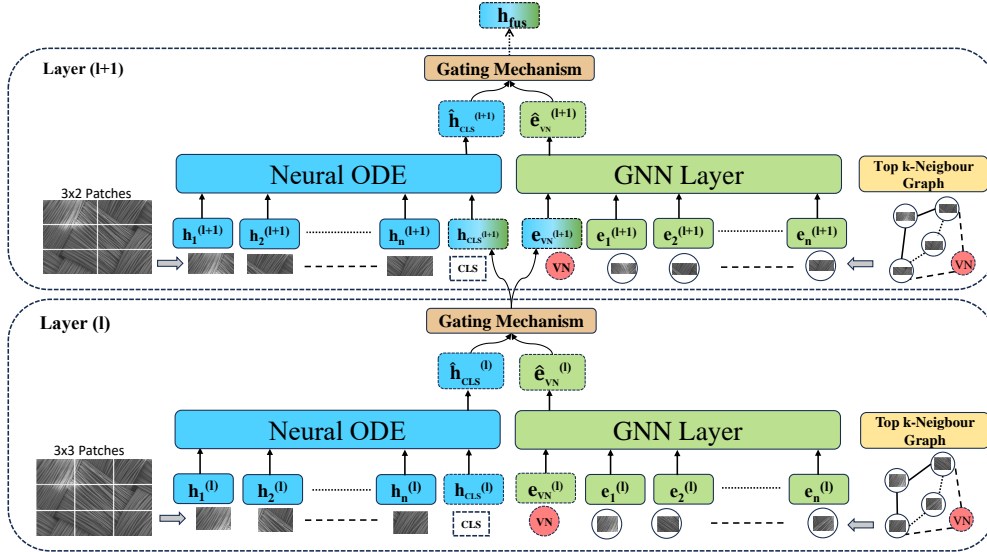 h_fus
Layer (l+1)
Gating Mechanism
ĥ_CLS^(l+1) ê_VN^(l+1)
Neural ODE GNN Layer
Top k-Neigbour
Graph
3x2 Patches
h_1^(l+1) h_2^(l+1) h_n^(l+1) h_CLS^(l+1) e_VN^(l+1) e_1^(l+1) e_2^(l+1) e_n^(l+1)
CLS VN VN
Gating Mechanism
Layer (l)
ĥ_CLS^(l) ê_VN^(l)
Neural ODE GNN Layer
Top k-Neigbour
Graph
3x3 Patches
h_1^(l) h_2^(l) h_n^(l) h_CLS^(l) e_VN^(l) e_1^(l) e_2^(l) e_n^(l)
CLS VN VN